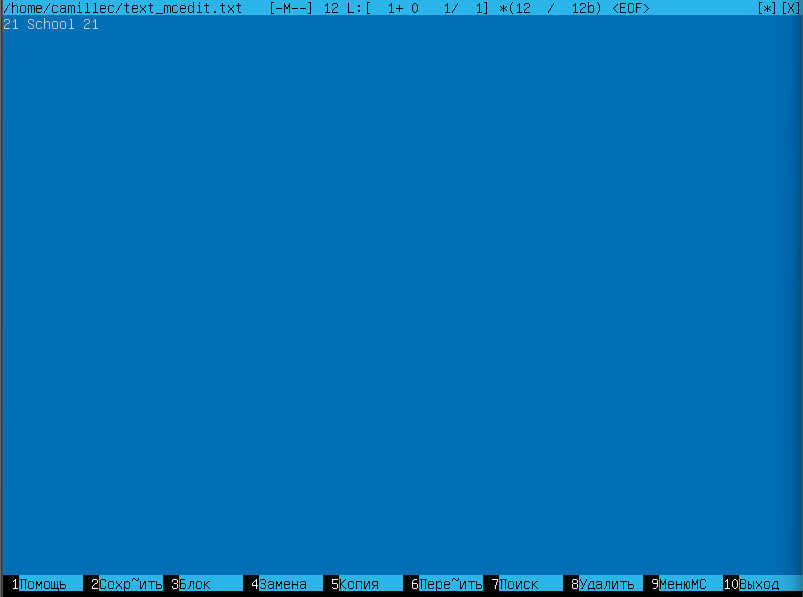 /home/camillec/text_mcedit.txt [-M--] 12 L:[ 1+ 0 1/ 1] *(12 / 12b) <EOF> [*][X]
21 School 21
1Помощь 2Сохр~ить 3Блок 4Замена 5Копия 6Пере~ить 7Поиск 8Удалить 9МенюMC 10Выход